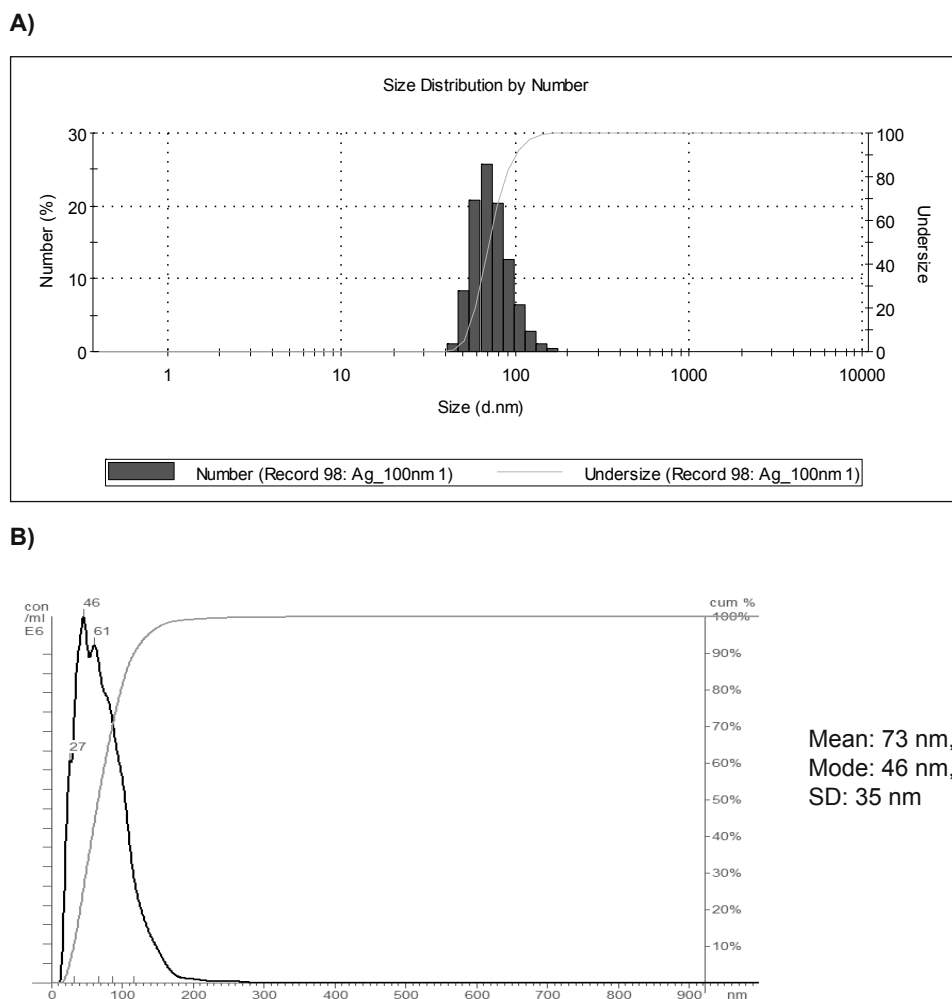 A)
Size Distribution by Number
30
20
10
0
Number (%)
100
80
60
40
20
0
Undersize
1 10 100 1000 10000
Size (d.nm)
Number (Record 98: Ag_100nm 1) Undersize (Record 98: Ag_100nm 1)
B)
con
/ml
E6
46
61
27
cum %
100%
90%
80%
70%
60%
50%
40%
30%
20%
10%
0 100 200 300 400 500 600 700 800 900 nm
Mean: 73 nm,
Mode: 46 nm,
SD: 35 nm